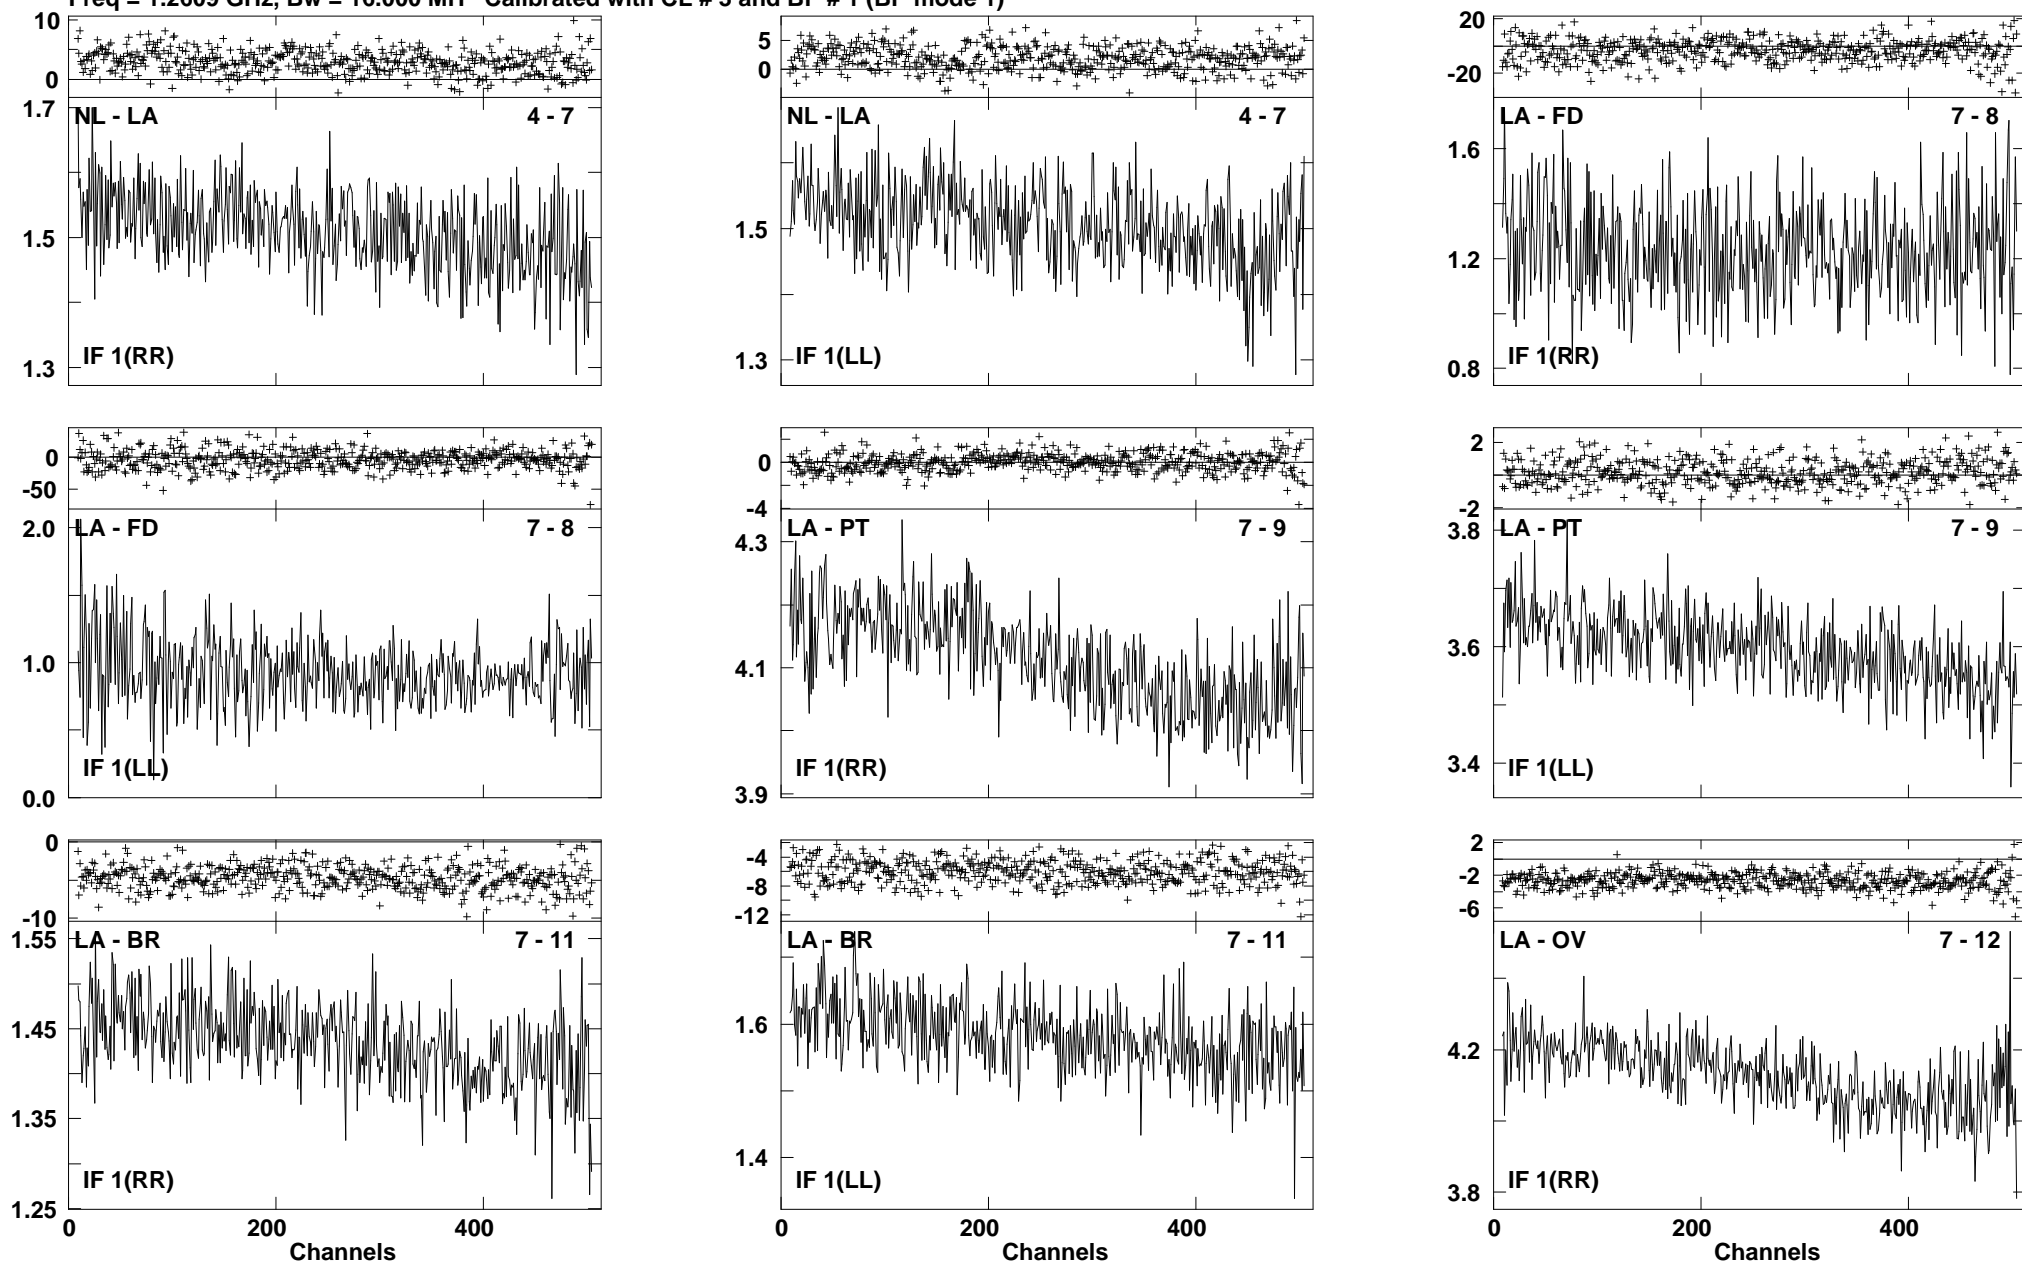 Freq = 1.2609 GHz, Bw = 16.000 MH Calibrated with CL # 3 and BP # 1 (BP mode 1)
10
0
5
0
20
-20
1.7
1.5
1.3
NL - LA 4 - 7
IF 1(RR)
1.5
1.3
NL - LA 4 - 7
IF 1(LL)
1.6
1.2
0.8
LA - FD 7 - 8
IF 1(RR)
0
-50
0
-4
2
-2
2.0
1.0
0.0
LA - FD 7 - 8
IF 1(LL)
4.3
4.1
3.9
LA - PT 7 - 9
IF 1(RR)
3.8
3.6
3.4
LA - PT 7 - 9
IF 1(LL)
0
-10
-4
-8
-12
2
-2
-6
1.55
1.45
1.35
1.25
LA - BR 7 - 11
IF 1(RR)
1.6
1.4
LA - BR 7 - 11
IF 1(LL)
4.2
3.8
LA - OV 7 - 12
IF 1(RR)
0 200 400
0 200 400
0 200 400
Channels
Channels
Channels